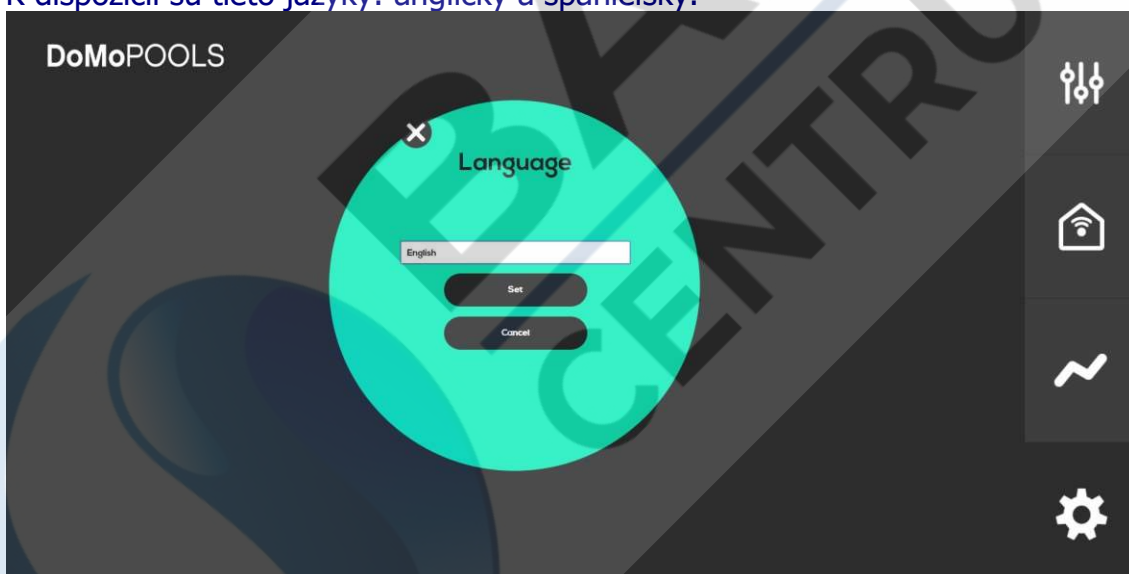 K dispozícii sú tieto jazyky: anglický a španielsky.
DoMoPOOLS
Language
English
Set
Cancel